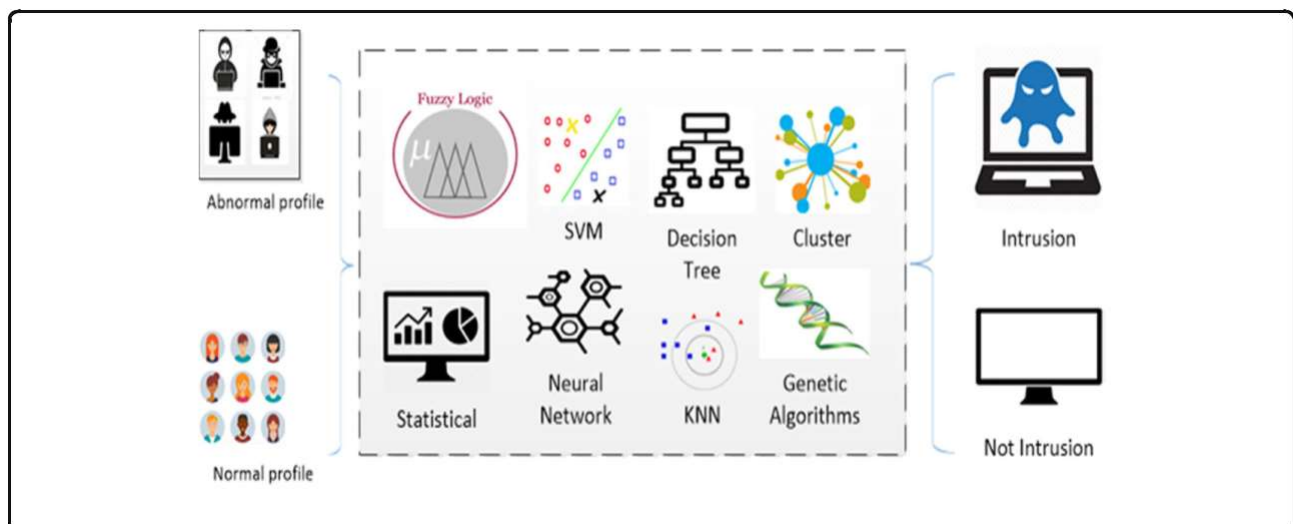 Fuzzy Logic
μ
Abnormal profile
SVM
Decision
Tree
Cluster
Intrusion
Statistical
Neural
Network
KNN
Genetic
Algorithms
Normal profile
Not Intrusion